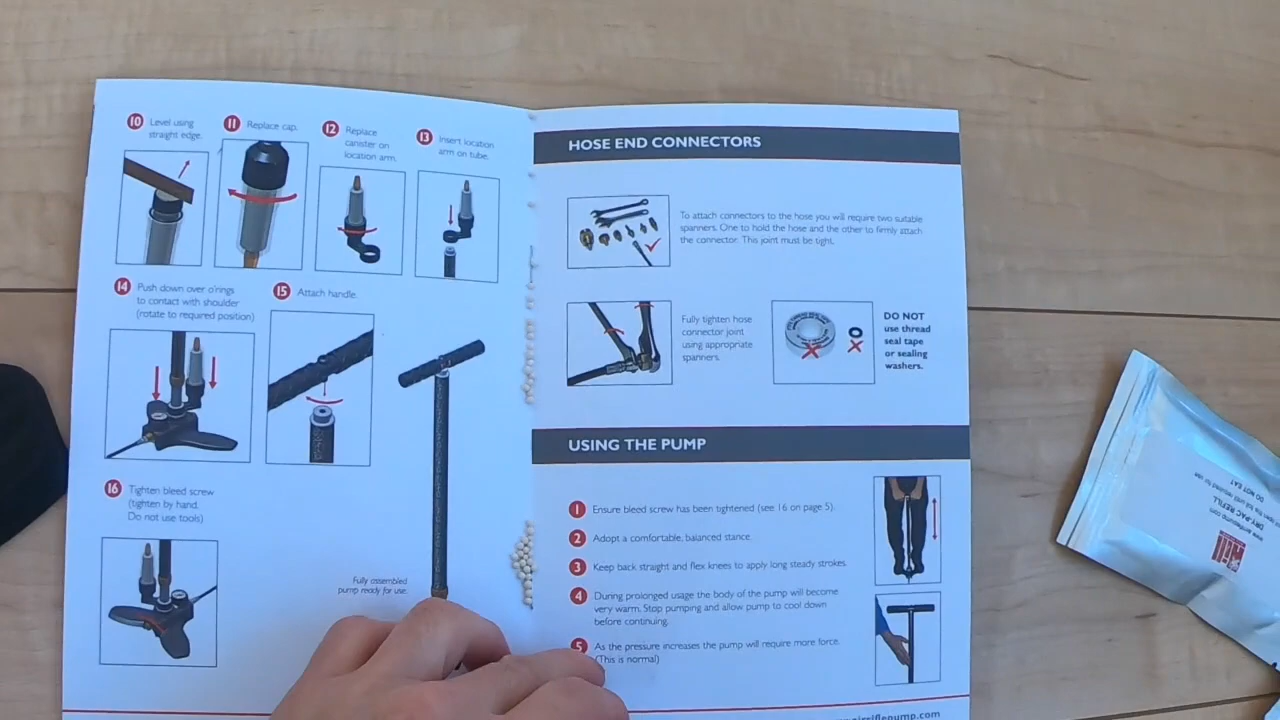 10 Level using
straight edge.
11 Replace cap.
12 Replace
canister on
location arm.
13 Insert location
arm on tube.
14 Push down over o'rings
to contact with shoulder
(rotate to required position)
15 Attach handle.
16 Tighten bleed screw
(tighten by hand.
Do not use tools)
Fully assembled
pump ready for use.
HOSE END CONNECTORS
To attach connectors to the hose you will require two suitable
spanners. One to hold the hose and the other to firmly attach
the connector. This joint must be tight.
Fully tighten hose
connector joint
using appropriate
spanners.
DO NOT
use thread
seal tape
or sealing
washers.
USING THE PUMP
1 Ensure bleed screw has been tightened (see 16 on page 5).
2 Adopt a comfortable, balanced stance.
3 Keep back straight and flex knees to apply long steady strokes.
4 During prolonged usage the body of the pump will become
very warm. Stop pumping and allow pump to cool down
before continuing.
5 As the pressure increases the pump will require more force.
(This is normal)
DO NOT EAT
DRY-PAC REFILL
Hill